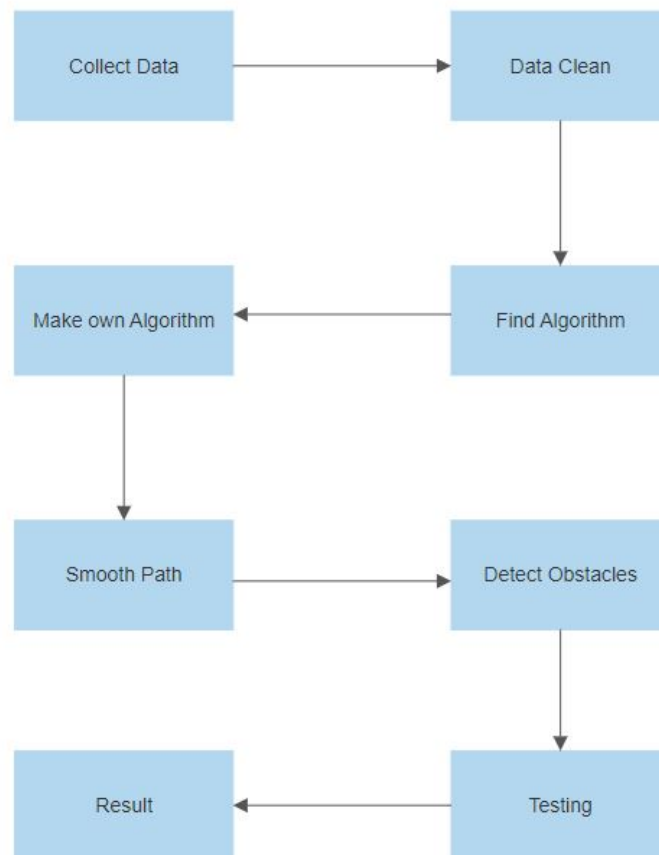 Collect Data
Data Clean
Make own Algorithm
Find Algorithm
Smooth Path
Detect Obstacles
Result
Testing